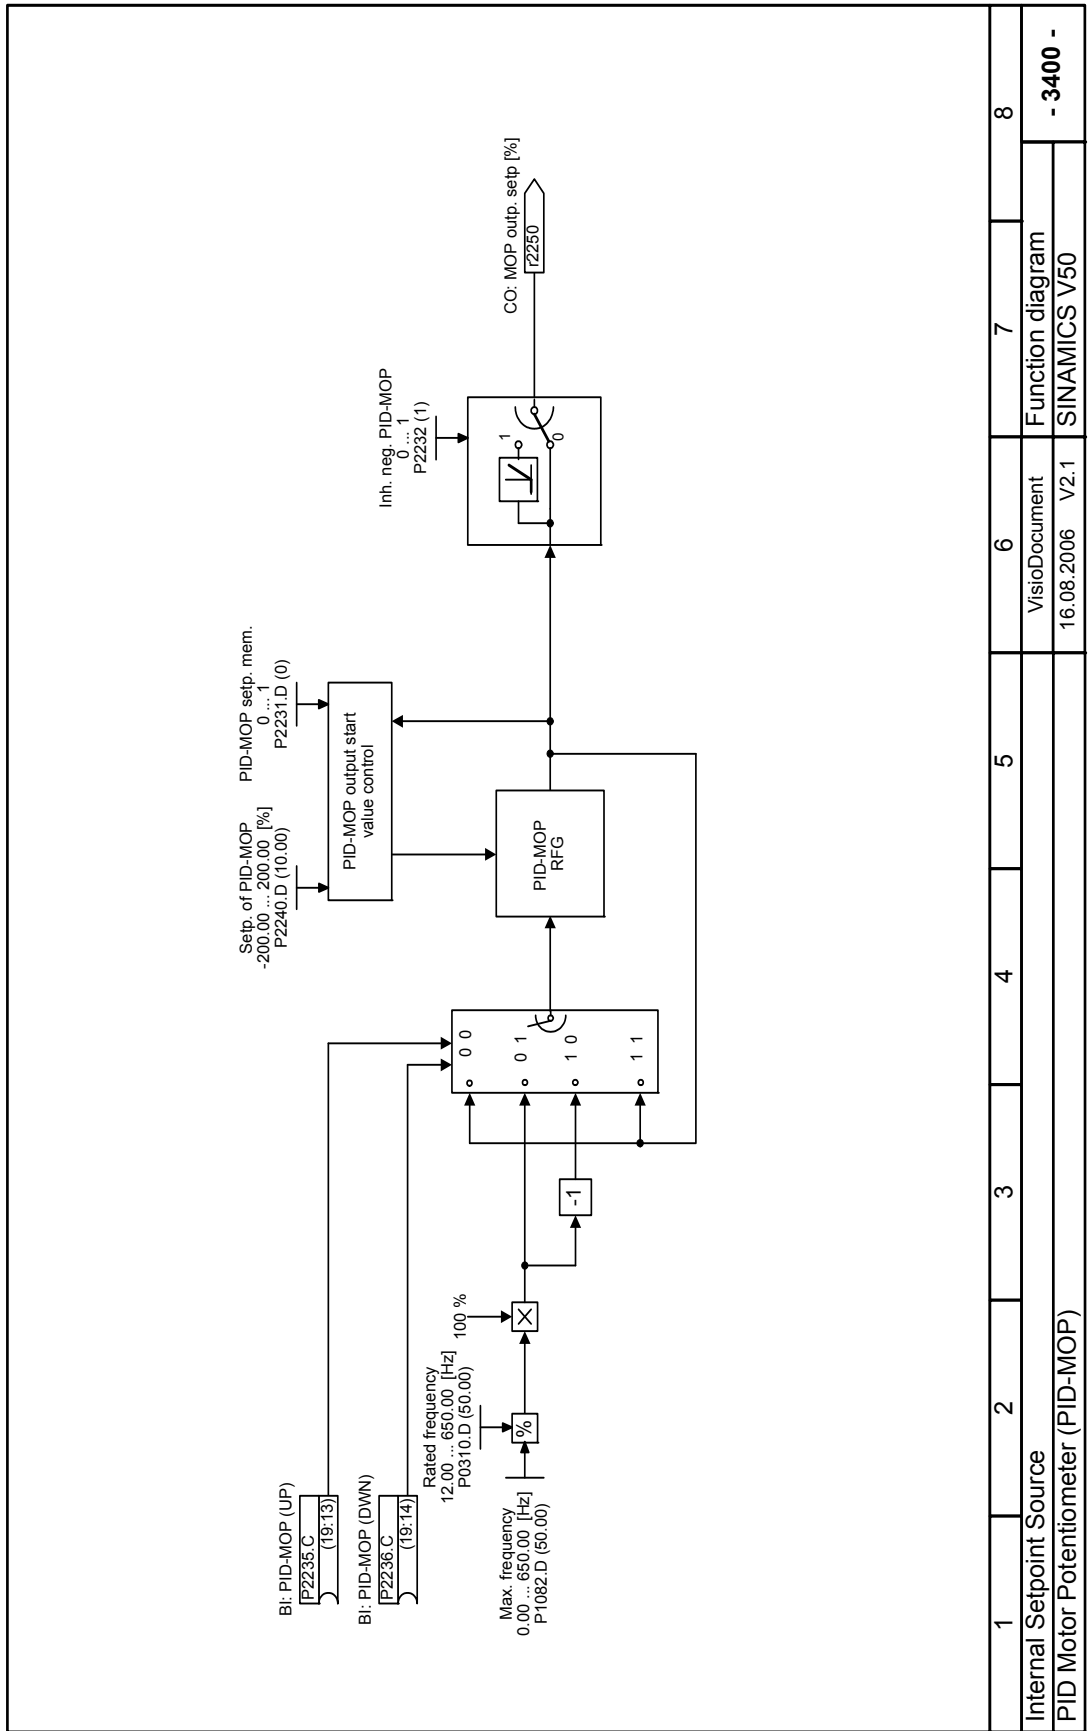 BI: PID-MOP (UP)
P2235.C
(19:13)
BI: PID-MOP (DWN)
P2236.C
(19:14)
Max. frequency
0.00 ... 650.00 [Hz]
P1082.D (50.00)
Rated frequency
12.00 ... 650.00 [Hz]
P0310.D (50.00)
%
100 %
X
-1
0 0
0 1
1 0
1 1
Setp. of PID-MOP
-200.00 ... 200.00 [%]
P2240.D (10.00)
PID-MOP setp. mem.
0 ... 1
P2231.D (0)
PID-MOP output start
value control
PID-MOP
RFG
Inh. neg. PID-MOP
0 ... 1
P2232 (1)
1
0
CO: MOP outp. setp [%]
r2250
1 2 3 4 5 6 7 8
Internal Setpoint Source
VisioDocument
Function diagram
- 3400 -
PID Motor Potentiometer (PID-MOP)
16.08.2006 V2.1
SINAMICS V50